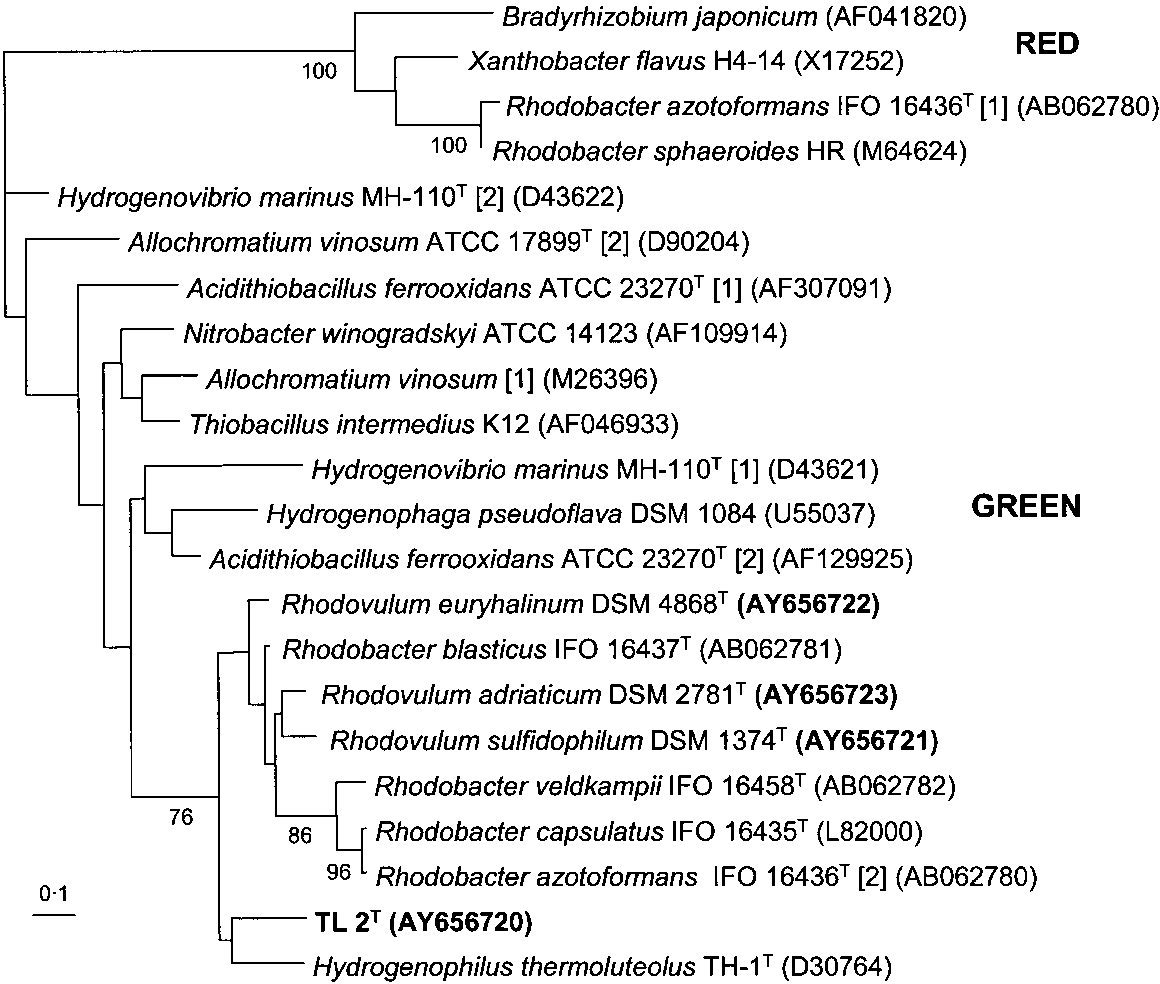 Bradyrhizobium japonicum (AF041820)
RED
Xanthobacter flavus H4-14 (X17252)
100
Rhodobacter azotoformans IFO 16436ᵀ [1] (AB062780)
100
Rhodobacter sphaeroides HR (M64624)
Hydrogenovibrio marinus MH-110ᵀ [2] (D43622)
Allochromatium vinosum ATCC 17899ᵀ [2] (D90204)
Acidithiobacillus ferrooxidans ATCC 23270ᵀ [1] (AF307091)
Nitrobacter winogradskyi ATCC 14123 (AF109914)
Allochromatium vinosum [1] (M26396)
Thiobacillus intermedius K12 (AF046933)
Hydrogenovibrio marinus MH-110ᵀ [1] (D43621)
GREEN
Hydrogenophaga pseudoflava DSM 1084 (U55037)
Acidithiobacillus ferrooxidans ATCC 23270ᵀ [2] (AF129925)
Rhodovulum euryhalinum DSM 4868ᵀ (AY656722)
Rhodobacter blasticus IFO 16437ᵀ (AB062781)
Rhodovulum adriaticum DSM 2781ᵀ (AY656723)
Rhodovulum sulfidophilum DSM 1374ᵀ (AY656721)
Rhodobacter veldkampii IFO 16458ᵀ (AB062782)
76
86
Rhodobacter capsulatus IFO 16435ᵀ (L82000)
96
Rhodobacter azotoformans IFO 16436ᵀ [2] (AB062780)
0·1
TL 2ᵀ (AY656720)
Hydrogenophilus thermoluteolus TH-1ᵀ (D30764)